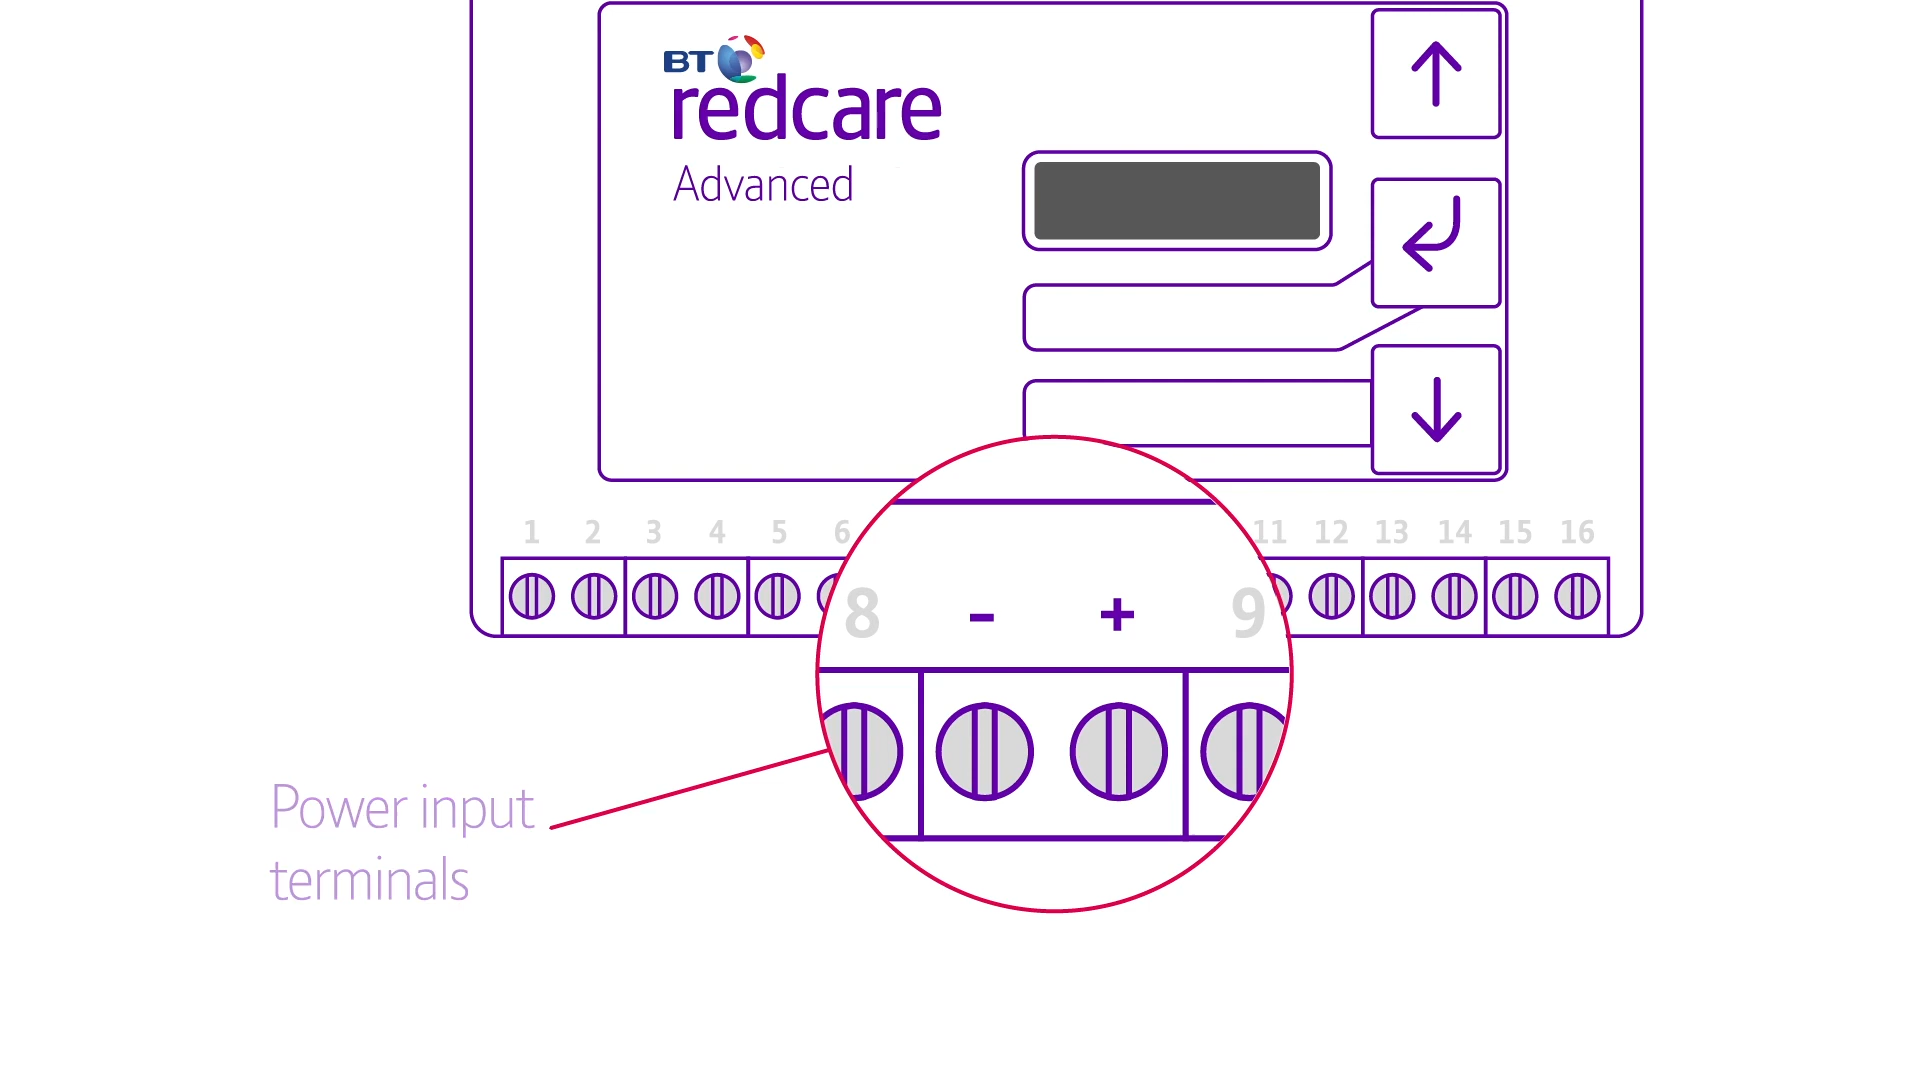 BT
redcare
Advanced
1 2 3 4 5 6 11 12 13 14 15 16
8 - + 9
Power input
terminals